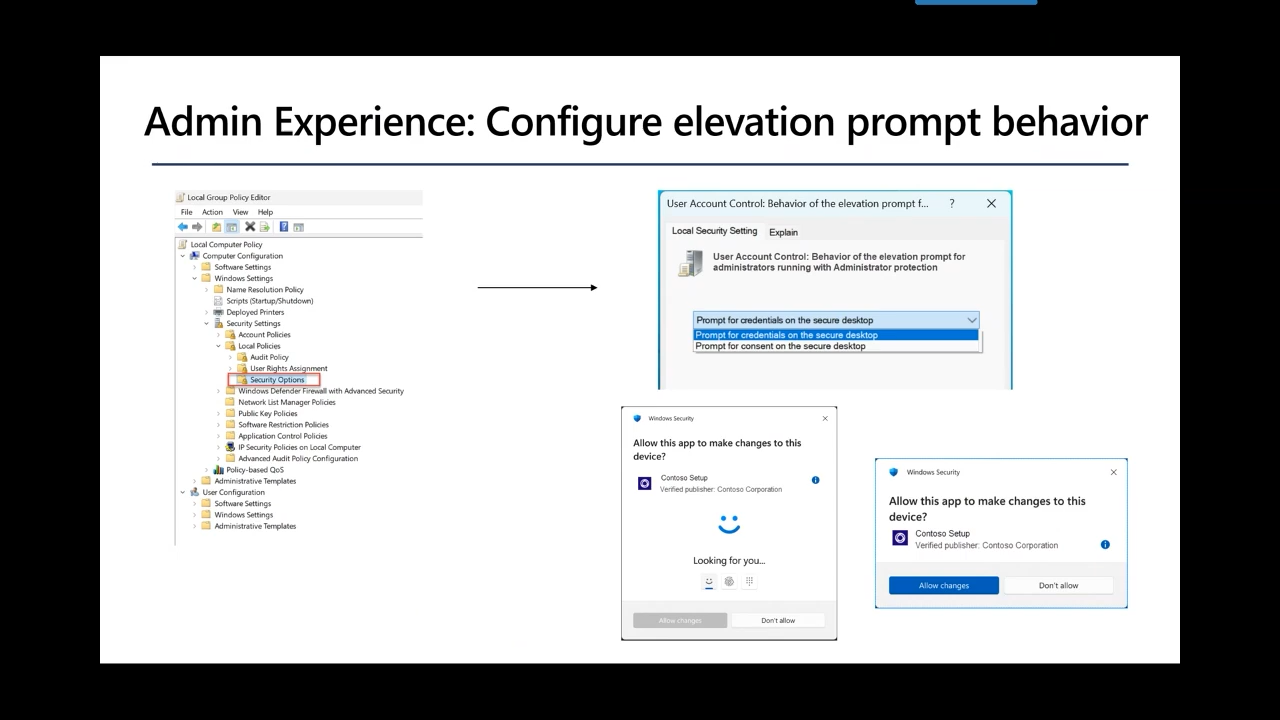 Admin Experience: Configure elevation prompt behavior
Local Group Policy Editor
File Action View Help
Local Computer Policy
Computer Configuration
Software Settings
Windows Settings
Name Resolution Policy
Scripts (Startup/Shutdown)
Deployed Printers
Security Settings
Account Policies
Local Policies
Audit Policy
User Rights Assignment
Security Options
Windows Defender Firewall with Advanced Security
Network List Manager Policies
Public Key Policies
Software Restriction Policies
Application Control Policies
IP Security Policies on Local Computer
Advanced Audit Policy Configuration
Policy-based QoS
Administrative Templates
User Configuration
Software Settings
Windows Settings
Administrative Templates
User Account Control: Behavior of the elevation prompt f...
Local Security Setting Explain
User Account Control: Behavior of the elevation prompt for
administrators running with Administrator protection
Prompt for credentials on the secure desktop
Prompt for credentials on the secure desktop
Prompt for consent on the secure desktop
Windows Security
Allow this app to make changes to this
device?
Contoso Setup
Verified publisher: Contoso Corporation
Looking for you...
Allow changes Don't allow
Windows Security
Allow this app to make changes to this
device?
Contoso Setup
Verified publisher: Contoso Corporation
Allow changes Don't allow